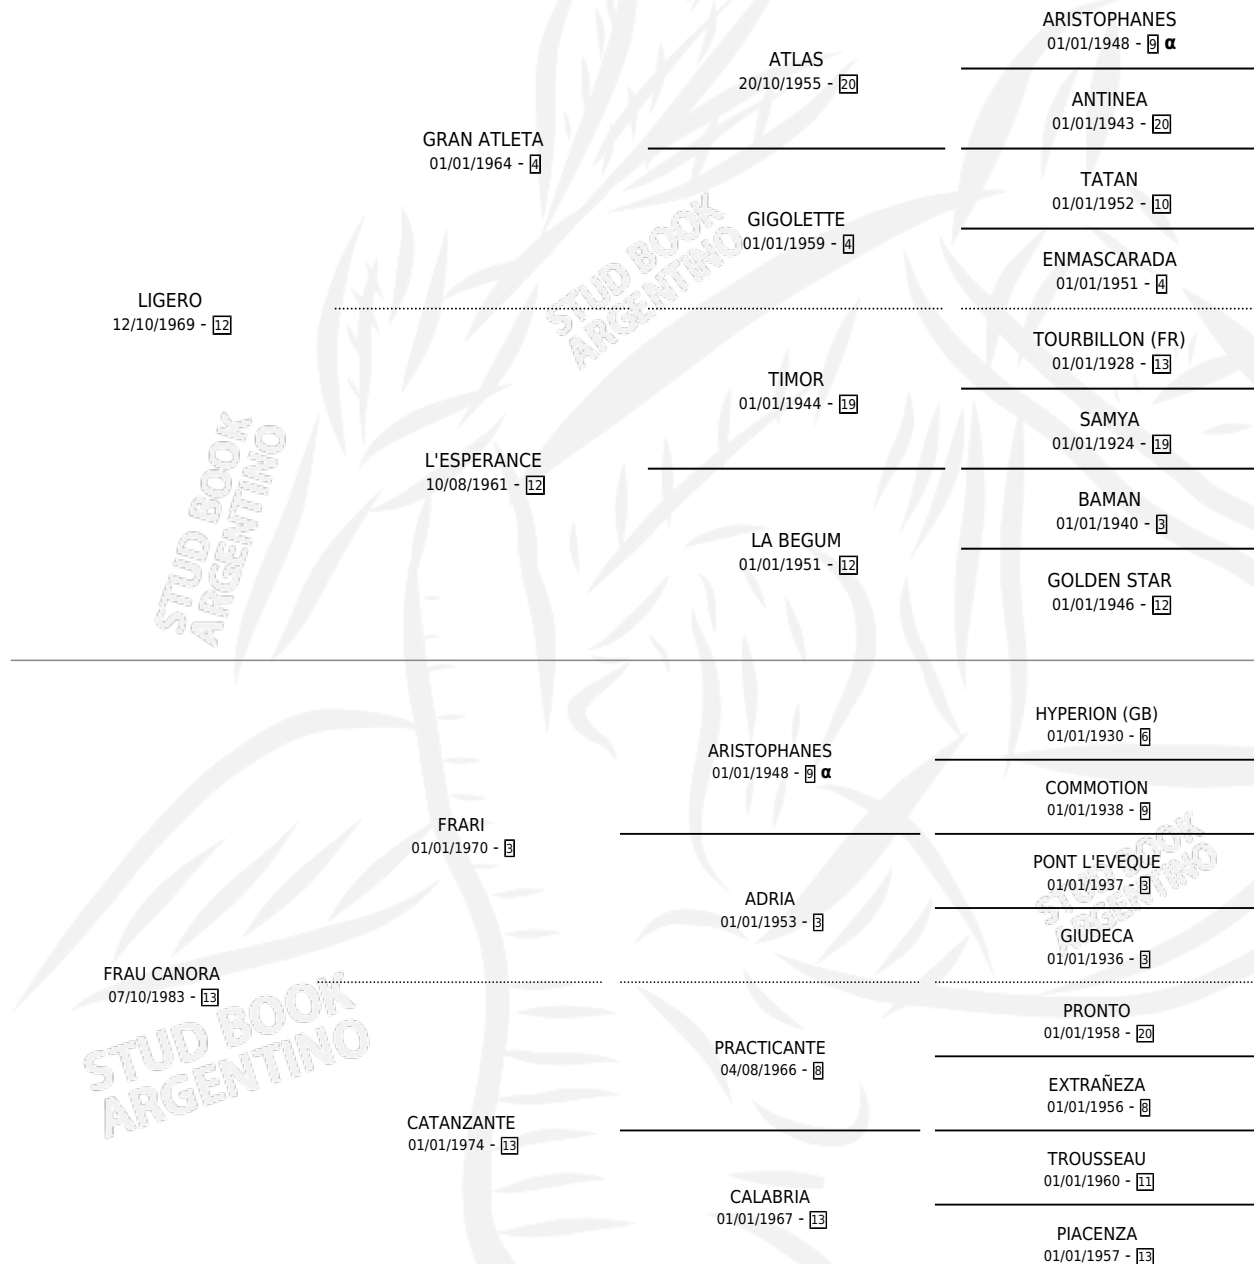 ARISTOPHANES
01/01/1948 - 9 α
ATLAS
20/10/1955 - 20
ANTINEA
01/01/1943 - 20
GRAN ATLETA
01/01/1964 - 4
TATAN
01/01/1952 - 10
GIGOLETTE
01/01/1959 - 4
ENMASCARADA
01/01/1951 - 4
LIGERO
12/10/1969 - 12
TOURBILLON (FR)
01/01/1928 - 13
TIMOR
01/01/1944 - 19
SAMYA
01/01/1924 - 19
L'ESPERANCE
10/08/1961 - 12
BAMAN
01/01/1940 - 3
LA BEGUM
01/01/1951 - 12
GOLDEN STAR
01/01/1946 - 12
HYPERION (GB)
01/01/1930 - 6
ARISTOPHANES
01/01/1948 - 9 α
COMMOTION
01/01/1938 - 9
FRARI
01/01/1970 - 3
PONT L'EVEQUE
01/01/1937 - 3
ADRIA
01/01/1953 - 3
GIUDECA
01/01/1936 - 3
FRAU CANORA
07/10/1983 - 13
PRONTO
01/01/1958 - 20
PRACTICANTE
04/08/1966 - 8
EXTRAÑEZA
01/01/1956 - 8
CATANZANTE
01/01/1974 - 13
TROUSSEAU
01/01/1960 - 11
CALABRIA
01/01/1967 - 13
PIACENZA
01/01/1957 - 13
STUD BOOK
ARGENTINO
STUD BOOK
ARGENTINO
STUD BOOK
ARGENTINO
STUD BOOK
ARGENTINO